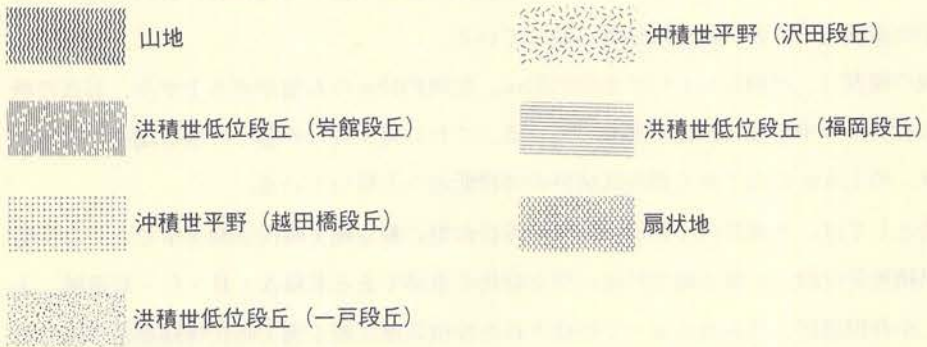 山地
沖積世平野（沢田段丘）
洪積世低位段丘（岩館段丘）
洪積世低位段丘（福岡段丘）
沖積世平野（越田橋段丘）
扇状地
洪積世低位段丘（一戸段丘）